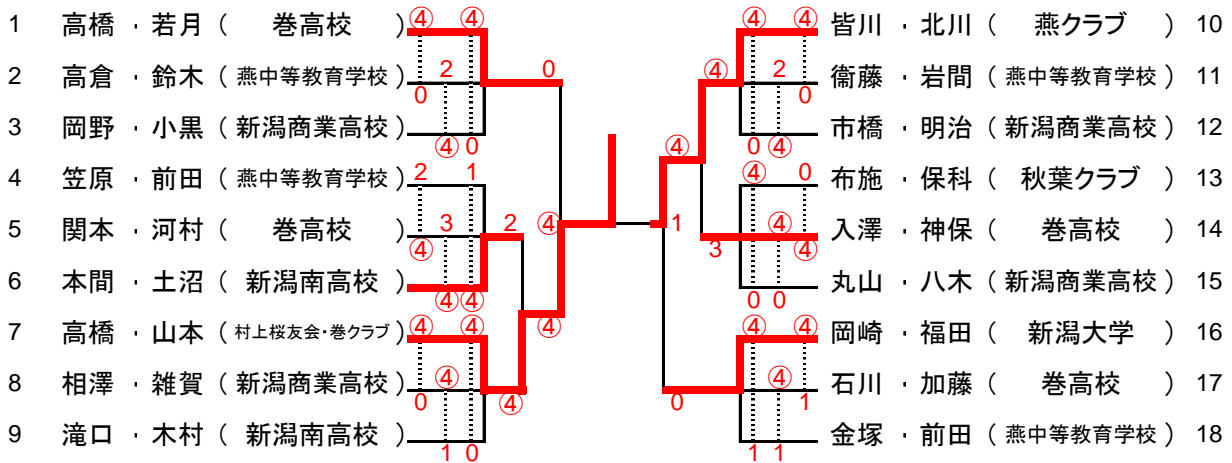 1 高橋 ・ 若月 ( 巻高校 ) ④ ④
2 高倉 ・ 鈴木 ( 燕中等教育学校 ) 0 2 0
3 岡野 ・ 小黒 ( 新潟商業高校 ) ④ 0
4 笠原 ・ 前田 ( 燕中等教育学校 ) 2 1
5 関本 ・ 河村 ( 巻高校 ) ④ 3 2 ④
6 本間 ・ 土沼 ( 新潟南高校 ) ④ ④
7 高橋 ・ 山本 ( 村上桜友会・巻クラブ ) ④ ④ ④
8 相澤 ・ 雑賀 ( 新潟商業高校 ) 0 ④ ④
9 滝口 ・ 木村 ( 新潟南高校 ) 1 0
④ ④ 皆川 ・ 北川 ( 燕クラブ ) 10
④ 2 0 衞藤 ・ 岩間 ( 燕中等教育学校 ) 11
④ 0 ④ 市橋 ・ 明治 ( 新潟商業高校 ) 12
④ 0 布施 ・ 保科 ( 秋葉クラブ ) 13
1 3 ④ ④ 入澤 ・ 神保 ( 巻高校 ) 14
0 0 丸山 ・ 八木 ( 新潟商業高校 ) 15
④ ④ 岡崎 ・ 福田 ( 新潟大学 ) 16
0 ④ 1 石川 ・ 加藤 ( 巻高校 ) 17
1 1 金塚 ・ 前田 ( 燕中等教育学校 ) 18